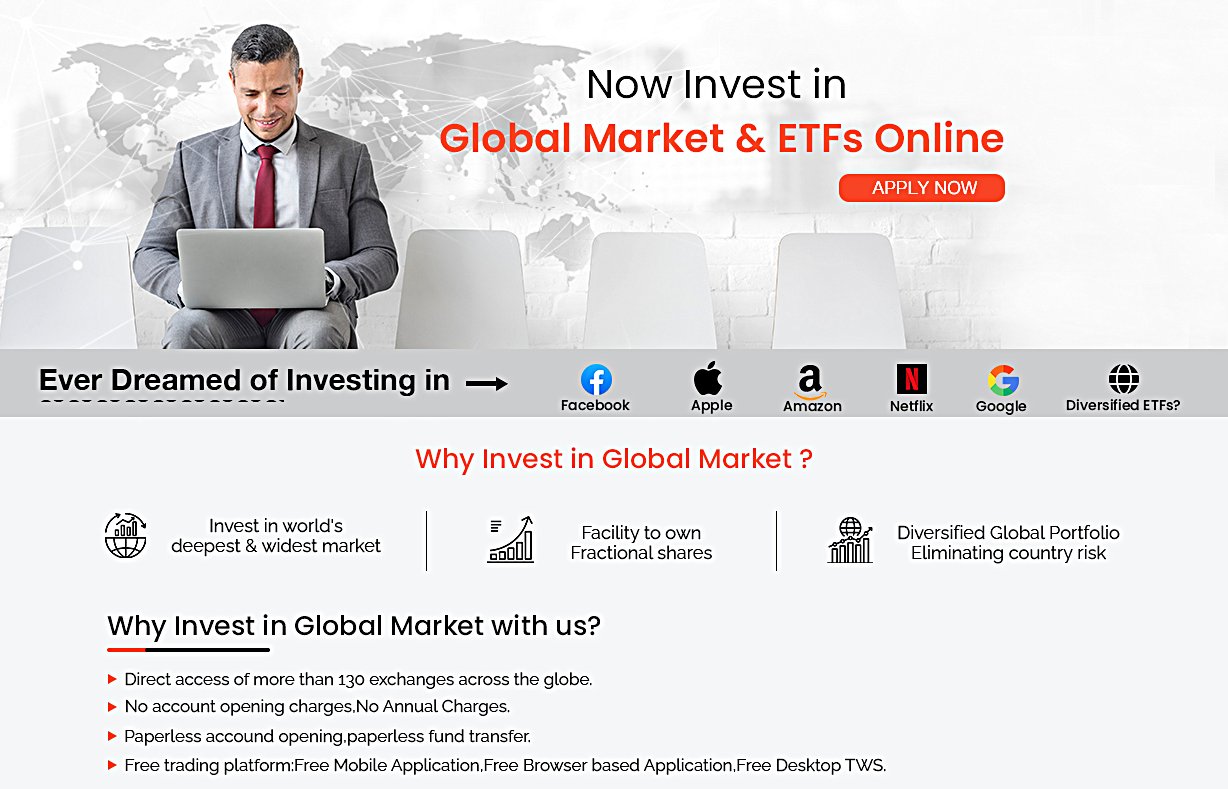 Now Invest in
Global Market & ETFs Online
APPLY NOW
Ever Dreamed of Investing in
Facebook
Apple
Amazon
Netflix
Google
Diversified ETFs?
Why Invest in Global Market ?
Invest in world's
deepest & widest market
Facility to own
Fractional shares
Diversified Global Portfolio
Eliminating country risk
Why Invest in Global Market with us?
Direct access of more than 130 exchanges across the globe.
No account opening charges,No Annual Charges.
Paperless accound opening,paperless fund transfer.
Free trading platform:Free Mobile Application,Free Browser based Application,Free Desktop TWS.